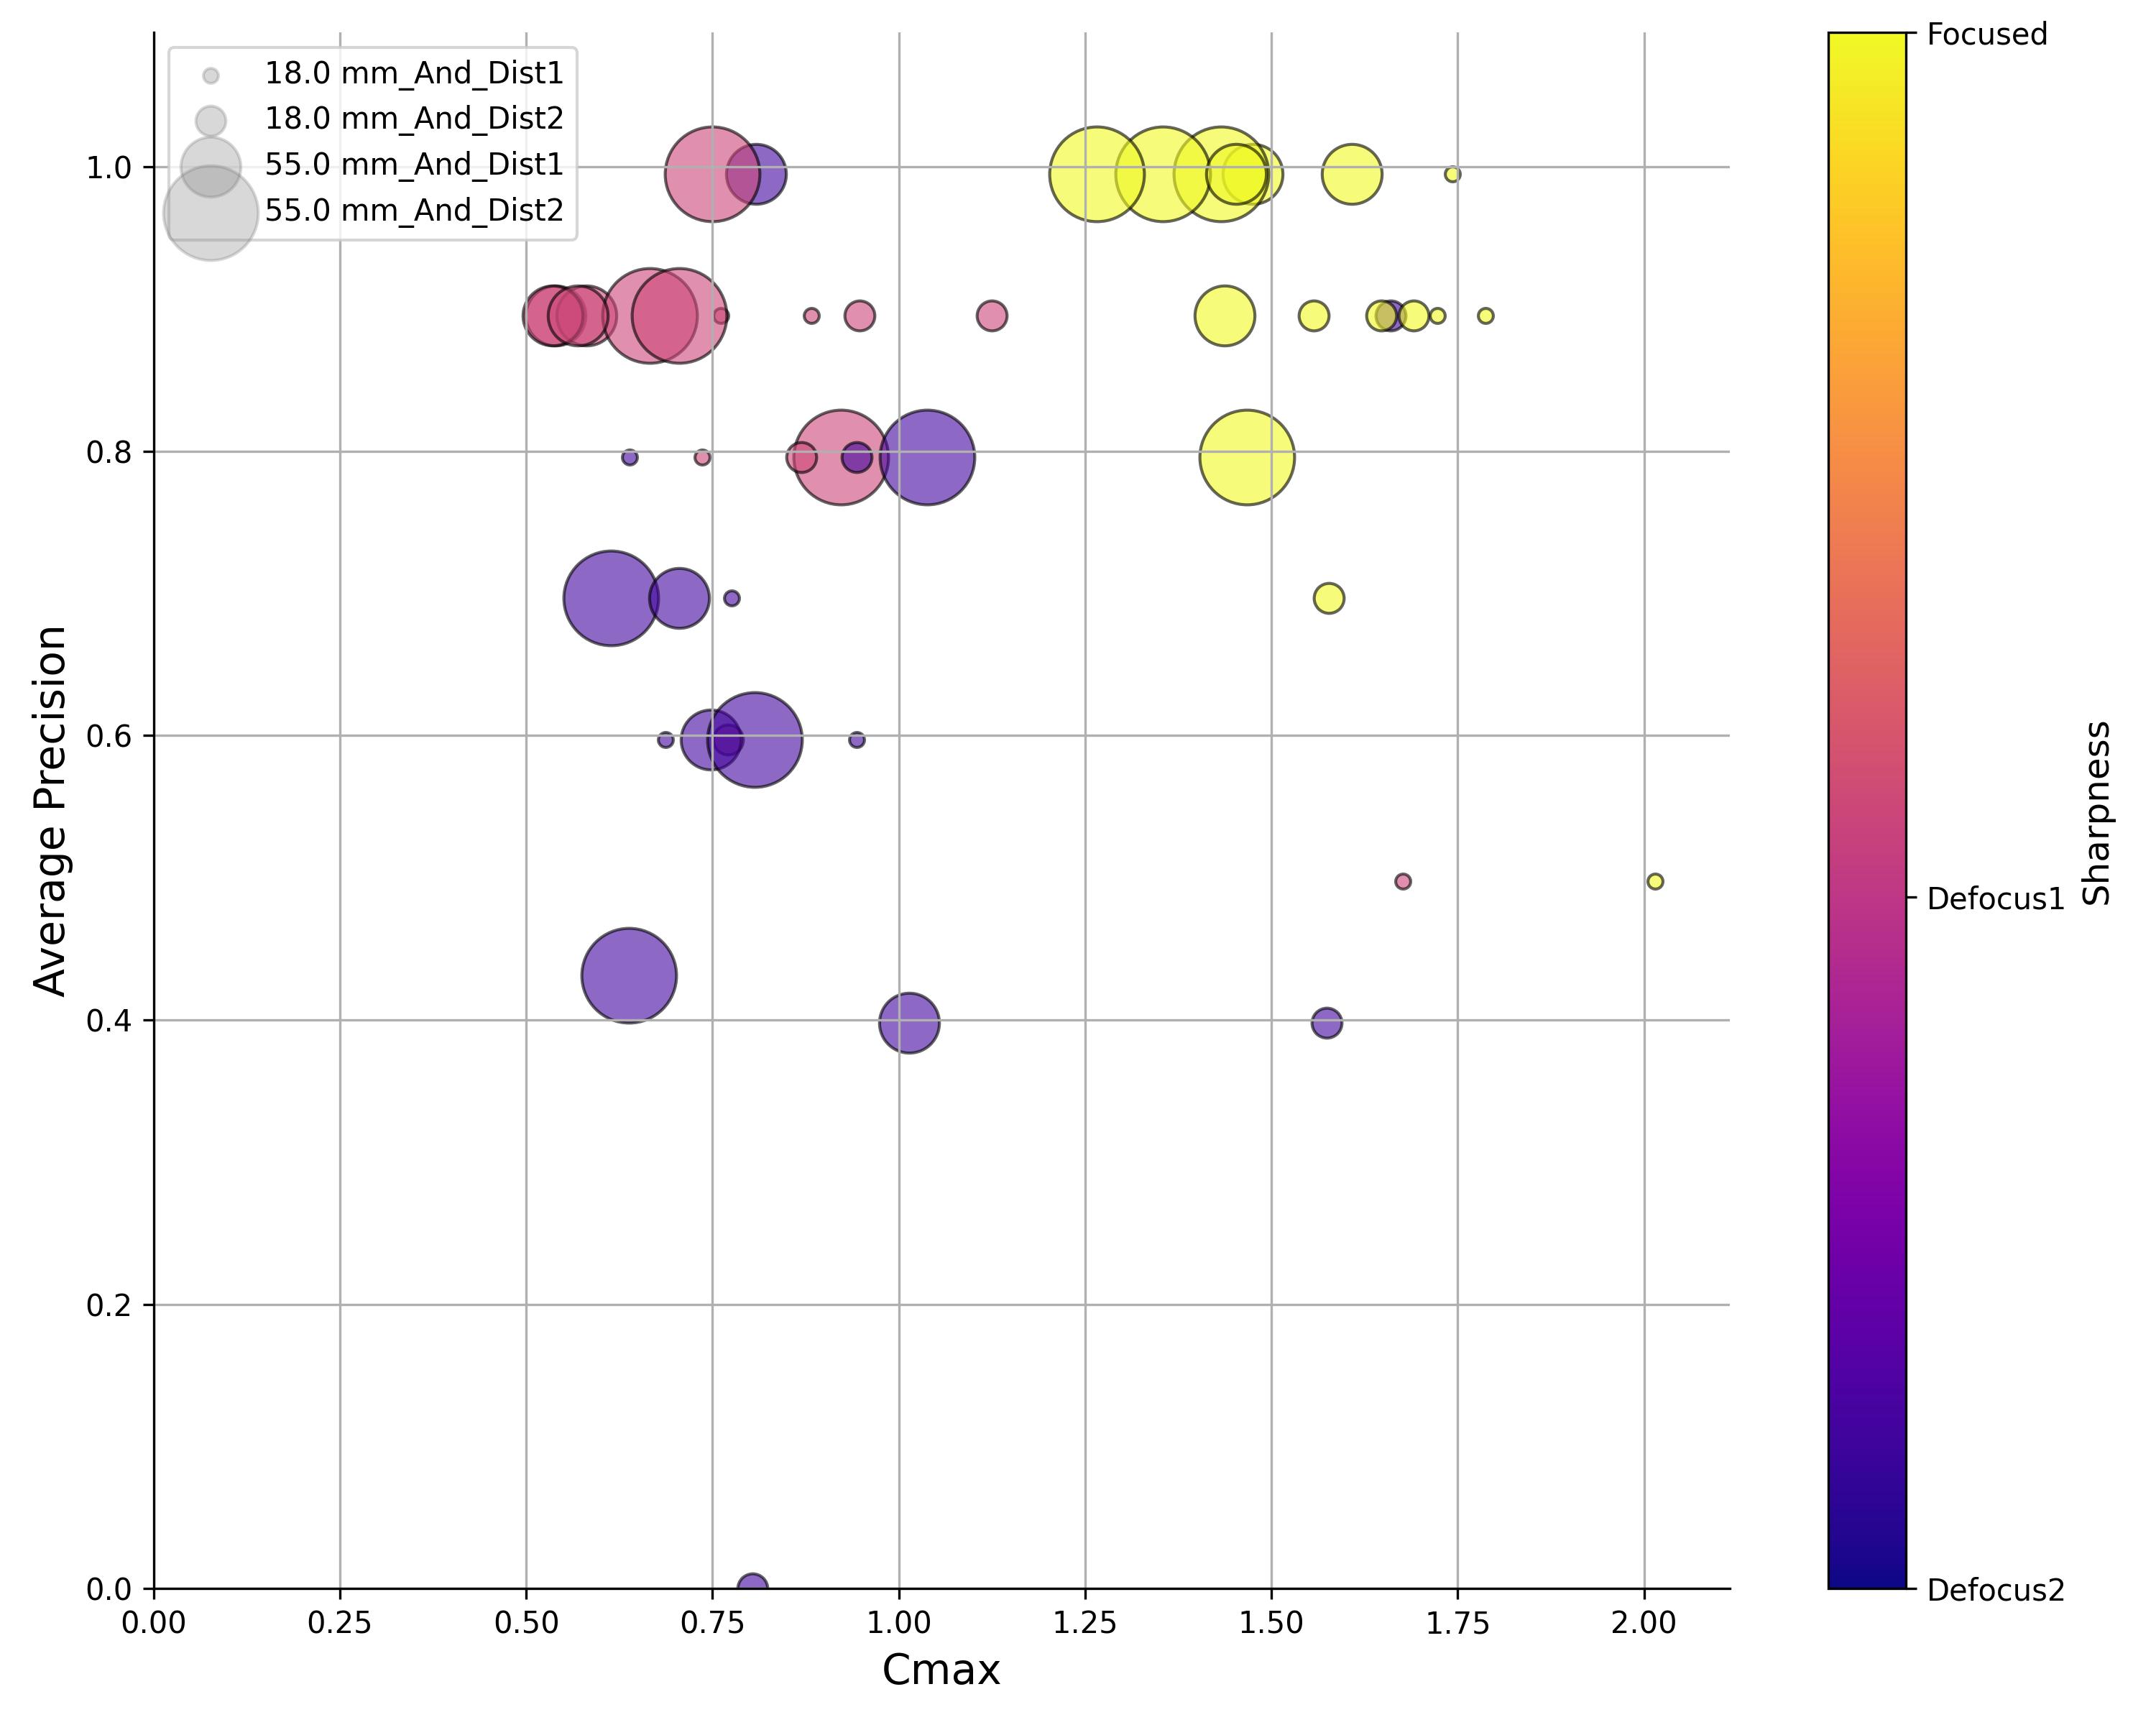 18.0 mm_And_Dist1
18.0 mm_And_Dist2
55.0 mm_And_Dist1
55.0 mm_And_Dist2
Average Precision
1.0
0.8
0.6
0.4
0.2
0.0
0.00 0.25 0.50 0.75 1.00 1.25 1.50 1.75 2.00
Cmax
Focused
Defocus1
Defocus2
Sharpness